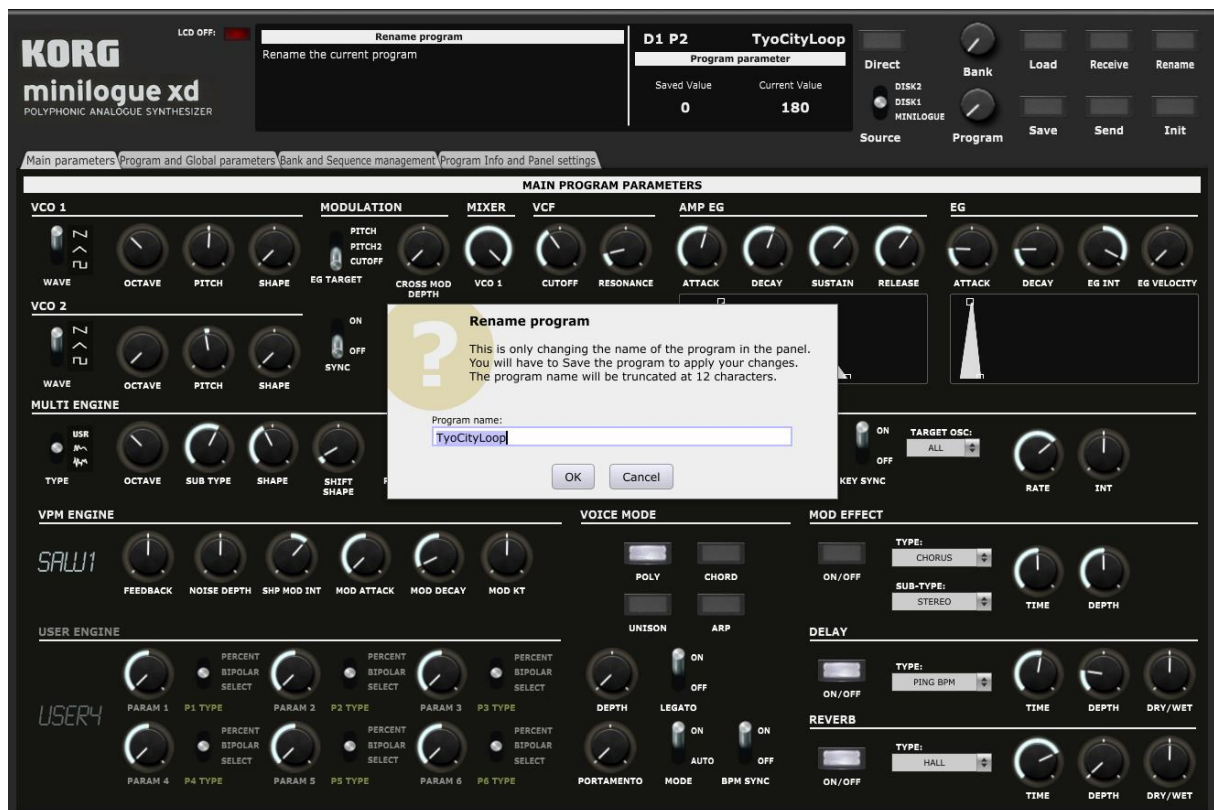 KORG
minilogue xd
POLYPHONIC ANALOGUE SYNTHESIZER
LCD OFF:
Rename program
Rename the current program
D1 P2 TyoCityLoop
Program parameter
Saved Value Current Value
0 180
Direct
Bank
Load Receive Rename
DISK2
DISK1
MINILOGUE
Source Program Save Send Init
Main parameters Program and Global parameters Bank and Sequence management Program Info and Panel settings
MAIN PROGRAM PARAMETERS
VCO 1 MODULATION MIXER VCF AMP EG EG
PITCH
PITCH2
CUTOFF
WAVE OCTAVE PITCH SHAPE EG TARGET CROSS MOD DEPTH VCO 1 CUTOFF RESONANCE ATTACK DECAY SUSTAIN RELEASE ATTACK DECAY EG INT EG VELOCITY
VCO 2
ON
OFF
SYNC
WAVE OCTAVE PITCH SHAPE
?
Rename program
This is only changing the name of the program in the panel.
You will have to Save the program to apply your changes.
The program name will be truncated at 12 characters.
Program name:
TyoCityLoop
OK Cancel
MULTI ENGINE
USR
TYPE OCTAVE SUB TYPE SHAPE SHIFT SHAPE
ON
OFF
KEY SYNC
TARGET OSC:
ALL
RATE INT
VPM ENGINE
SAW1
FEEDBACK NOISE DEPTH SHP MOD INT MOD ATTACK MOD DECAY MOD KT
VOICE MODE
POLY CHORD
UNISON ARP
MOD EFFECT
ON/OFF
TYPE:
CHORUS
SUB-TYPE:
STEREO
TIME DEPTH
USER ENGINE
USER4
PERCENT PERCENT PERCENT
BIPOLAR BIPOLAR BIPOLAR
SELECT SELECT SELECT
PARAM 1 P1 TYPE PARAM 2 P2 TYPE PARAM 3 P3 TYPE
PERCENT PERCENT PERCENT
BIPOLAR BIPOLAR BIPOLAR
SELECT SELECT SELECT
PARAM 4 P4 TYPE PARAM 5 P5 TYPE PARAM 6 P6 TYPE
ON
OFF
DEPTH LEGATO
ON ON
AUTO OFF
PORTAMENTO MODE BPM SYNC
DELAY
ON/OFF
TYPE:
PING BPM
TIME DEPTH DRY/WET
REVERB
ON/OFF
TYPE:
HALL
TIME DEPTH DRY/WET